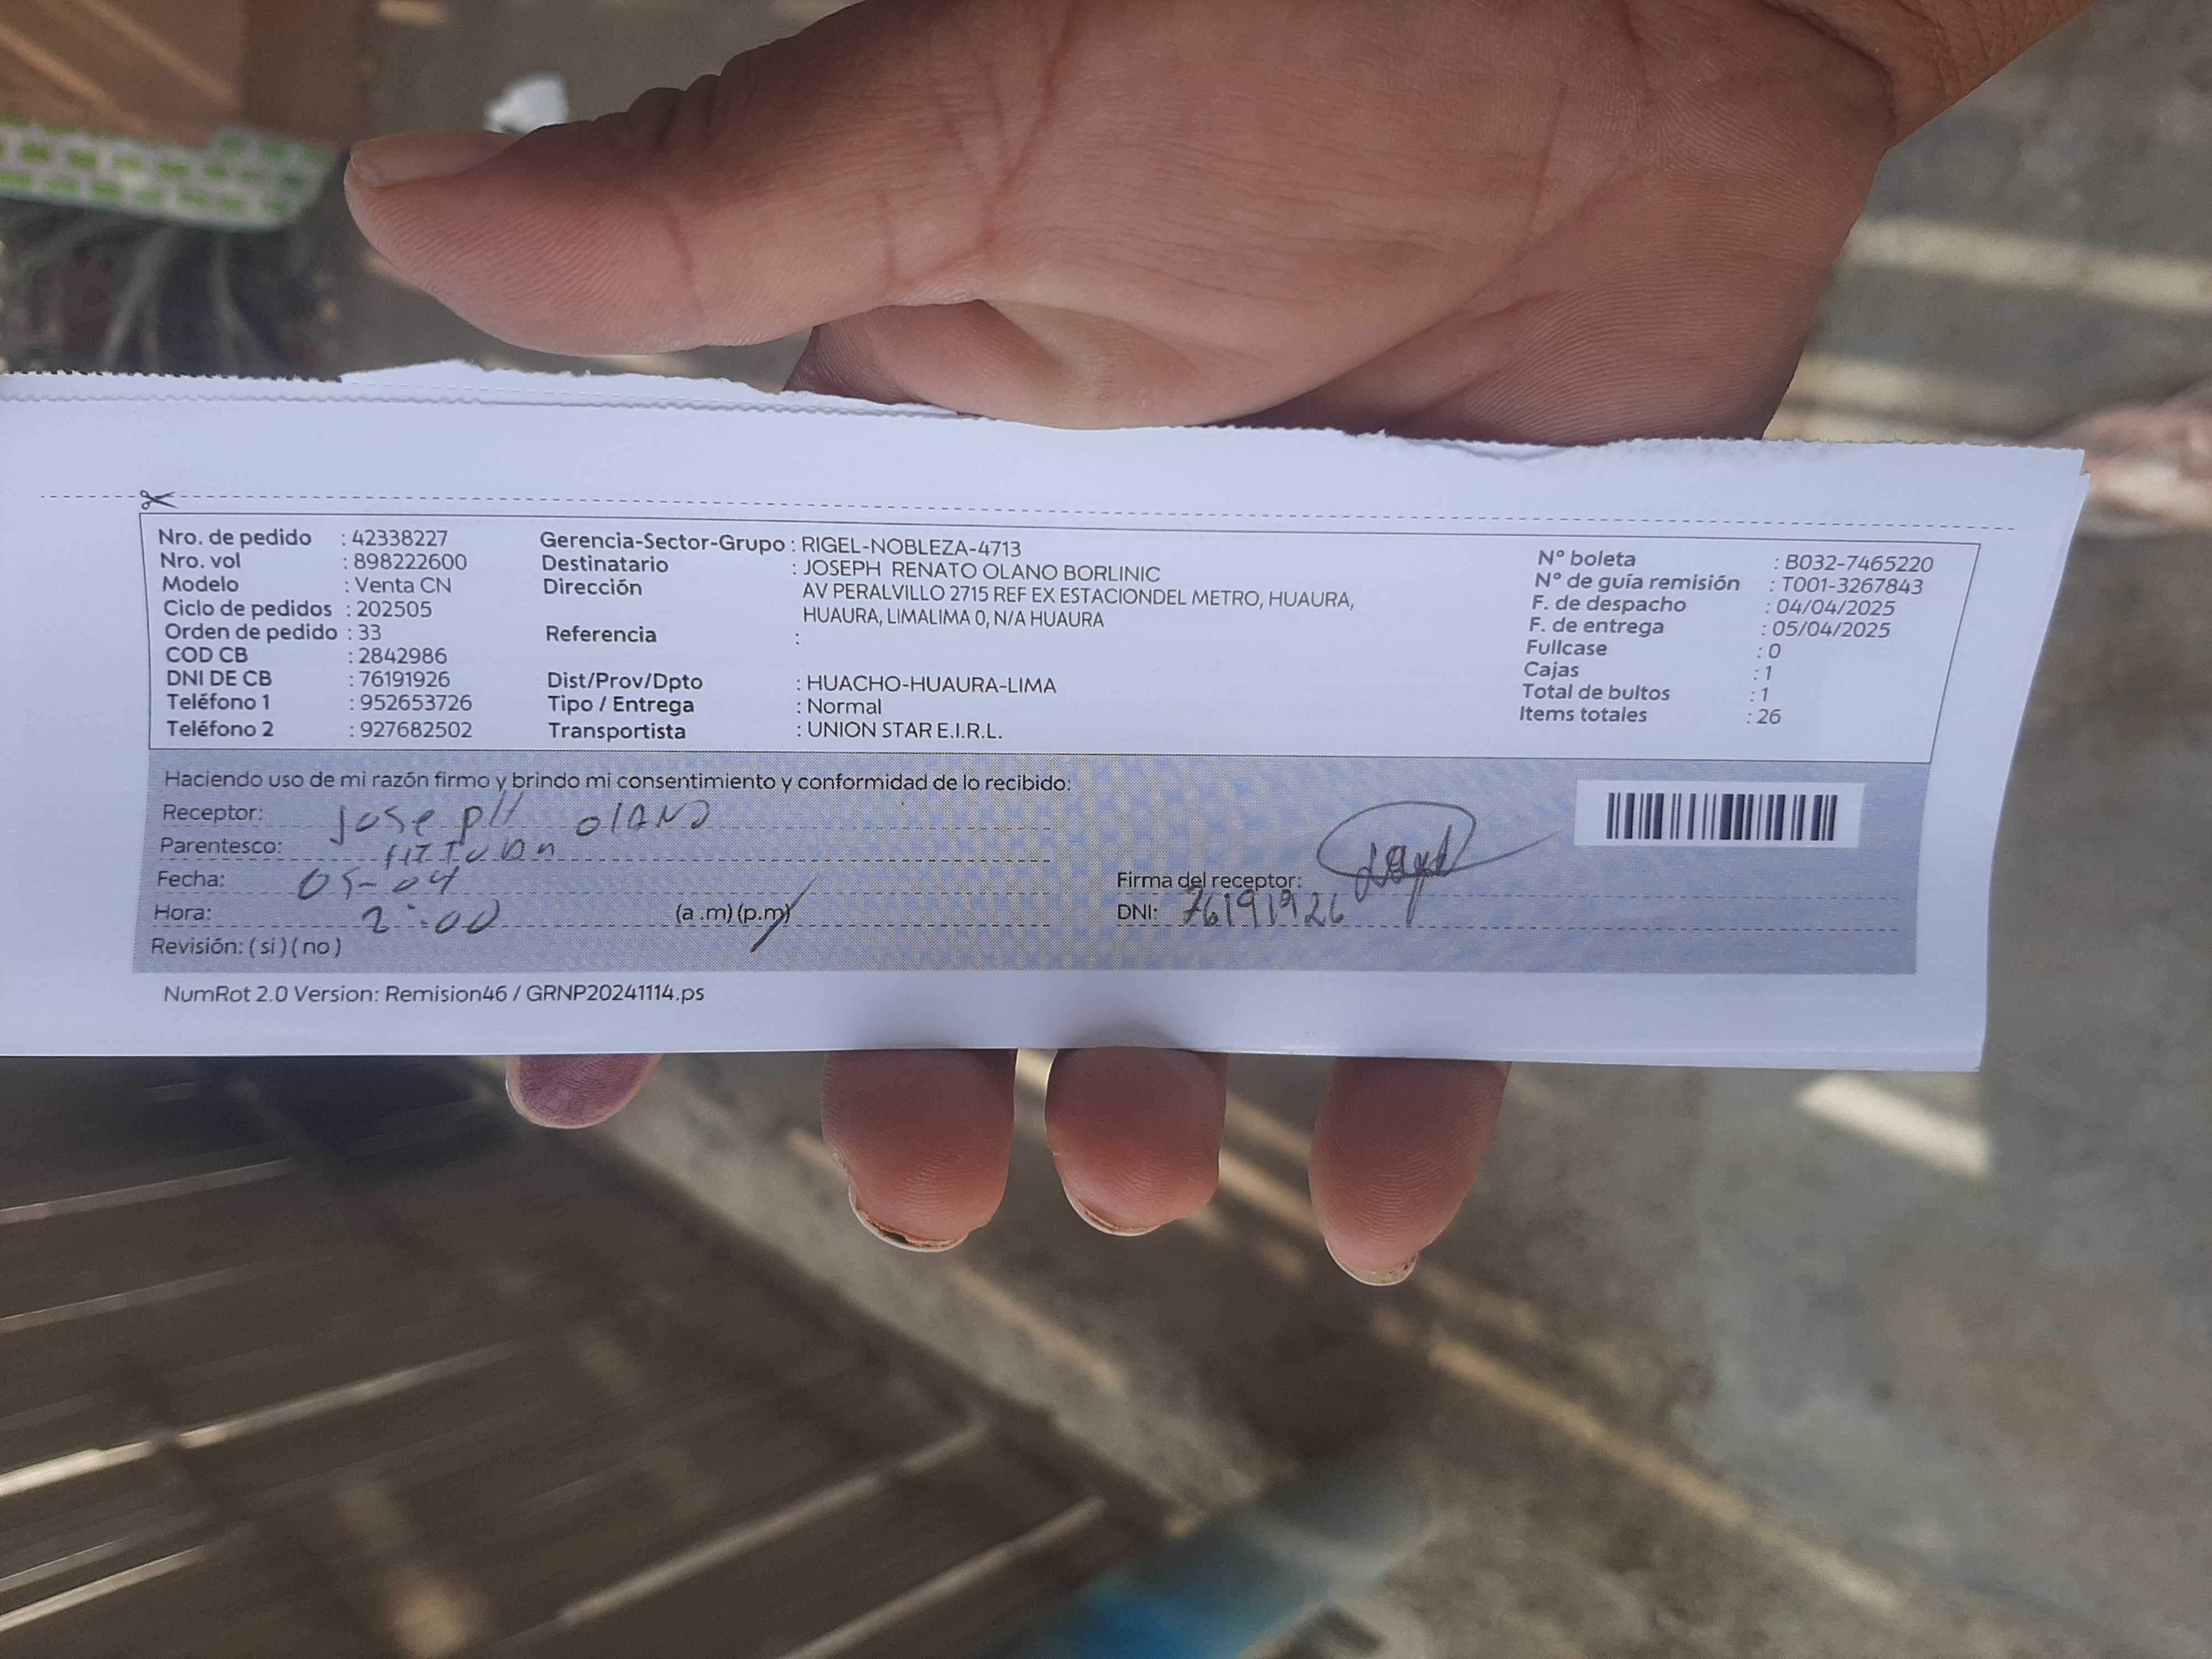 Nro. de pedido : 42338227
Nro. vol : 898222600
Modelo : Venta CN
Ciclo de pedidos : 202505
Orden de pedido : 33
COD CB : 2842986
DNI DE CB : 76191926
Teléfono 1 : 952653726
Teléfono 2 : 927682502
Gerencia-Sector-Grupo : RIGEL-NOBLEZA-4713
Destinatario : JOSEPH RENATO OLANO BORLINIC
Dirección AV PERALVILLO 2715 REF EX ESTACIONDEL METRO, HUAURA,
HUAURA, LIMALIMA 0, N/A HUAURA
Referencia :
Dist/Prov/Dpto : HUACHO-HUAURA-LIMA
Tipo / Entrega : Normal
Transportista : UNION STAR E.I.R.L.
N° boleta : B032-7465220
N° de guía remisión : T001-3267843
F. de despacho : 04/04/2025
F. de entrega : 05/04/2025
Fullcase : 0
Cajas : 1
Total de bultos : 1
Items totales : 26
Haciendo uso de mi razón firmo y brindo mi consentimiento y conformidad de lo recibido:
Receptor: JosepH OlANO
Parentesco:
Fecha: 05-04
Hora: 2:00 (a .m) (p.m)
Revisión: ( si ) ( no )
Firma del receptor:
DNI: 76191926
NumRot 2.0 Version: Remision46 / GRNP20241114.ps